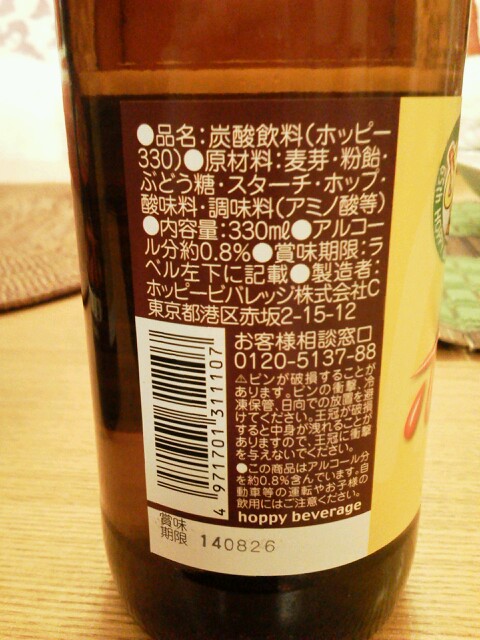 ●品名：炭酸飲料（ホッピー
330）●原材料：麦芽・粉飴・
ぶどう糖・スターチ・ホップ・
酸味料・調味料（アミノ酸等）
●内容量：330㎖●アルコー
ル分約0.8％●賞味期限：ラ
ベル左下に記載●製造者：
ホッピービバレッジ株式会社C
東京都港区赤坂2-15-12
お客様相談窓口
0120-5137-88
⚠ビンが破損することが
あります。ビンの衝撃、冷
凍保管、日向での放置を避
けてください。王冠が破損
すると中身が洩れることが
ありますので、王冠に衝撃
を与えないでください。
●この商品はアルコール分
を約0.8％含んでいます。自
動車等の運転やお子様の
飲用にはご注意ください。
hoppy beverage
4 971701 311107
賞味
期限 140826
65th